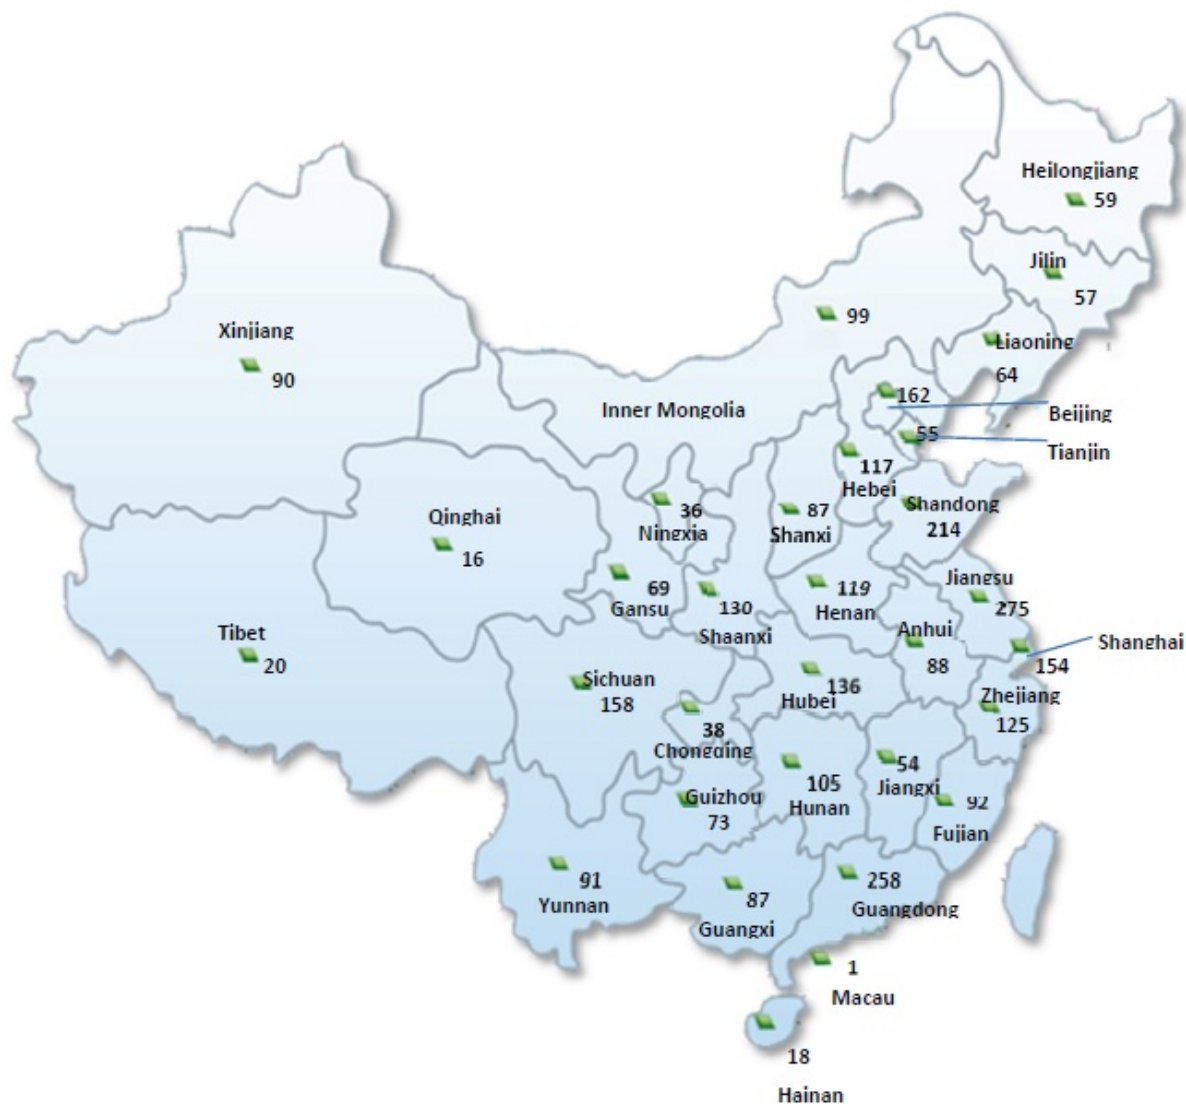 Heilongjiang
59
Jilin
57
99
Liaoning
64
Xinjiang
90
162
Beijing
Inner Mongolia
55
Tianjin
117
Hebei
Shandong
214
Qinghai
16
36
Ningxia
87
Shanxi
Jiangsu
275
69
Gansu
130
Shaanxi
119
Henan
Anhui
88
Shanghai
154
Tibet
20
Sichuan
158
136
Hubei
Zhejiang
125
38
Chongqing
54
Jiangxi
105
Hunan
Guizhou
73
92
Fujian
91
Yunnan
87
Guangxi
258
Guangdong
1
Macau
18
Hainan